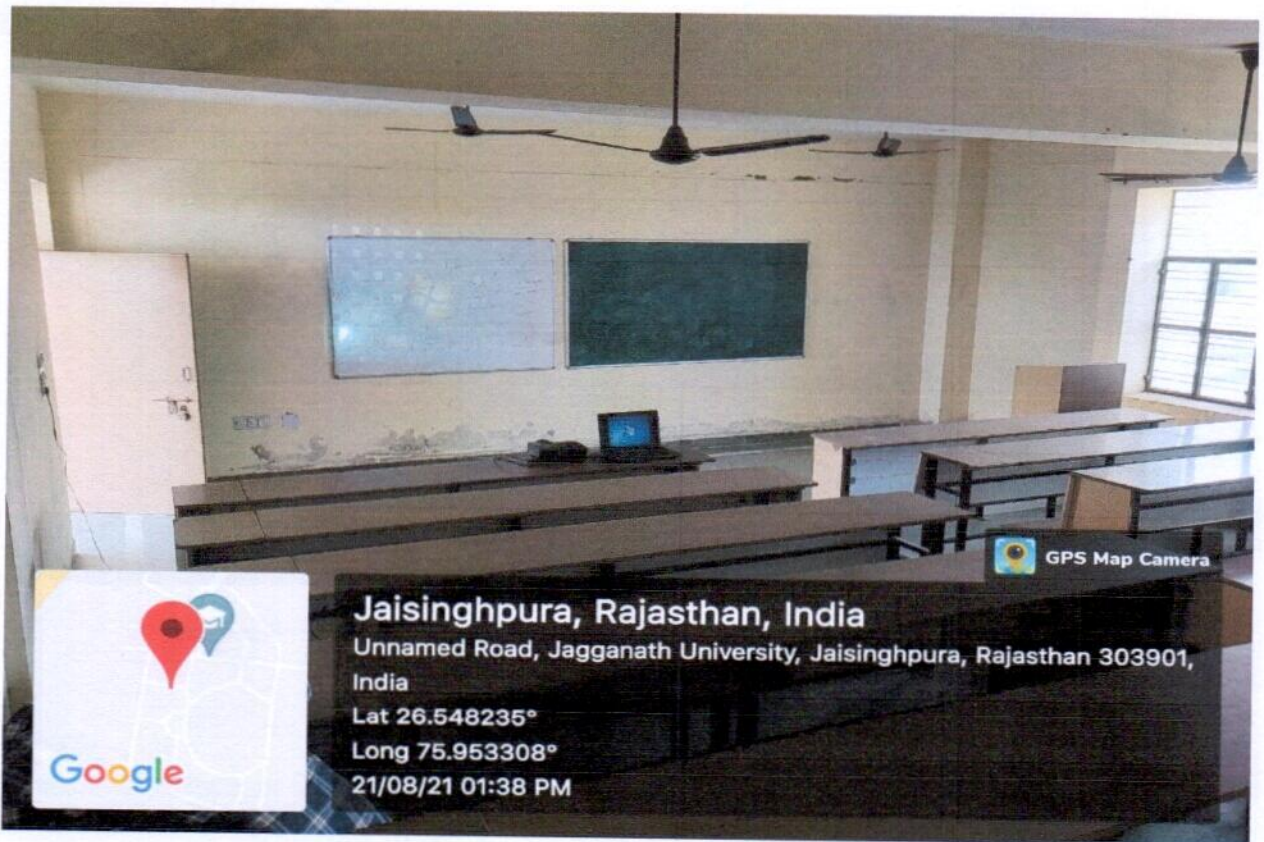 GPS Map Camera
Jaisinghpura, Rajasthan, India
Unnamed Road, Jagganath University, Jaisinghpura, Rajasthan 303901,
India
Lat 26.548235°
Long 75.953308°
21/08/21 01:38 PM
Google